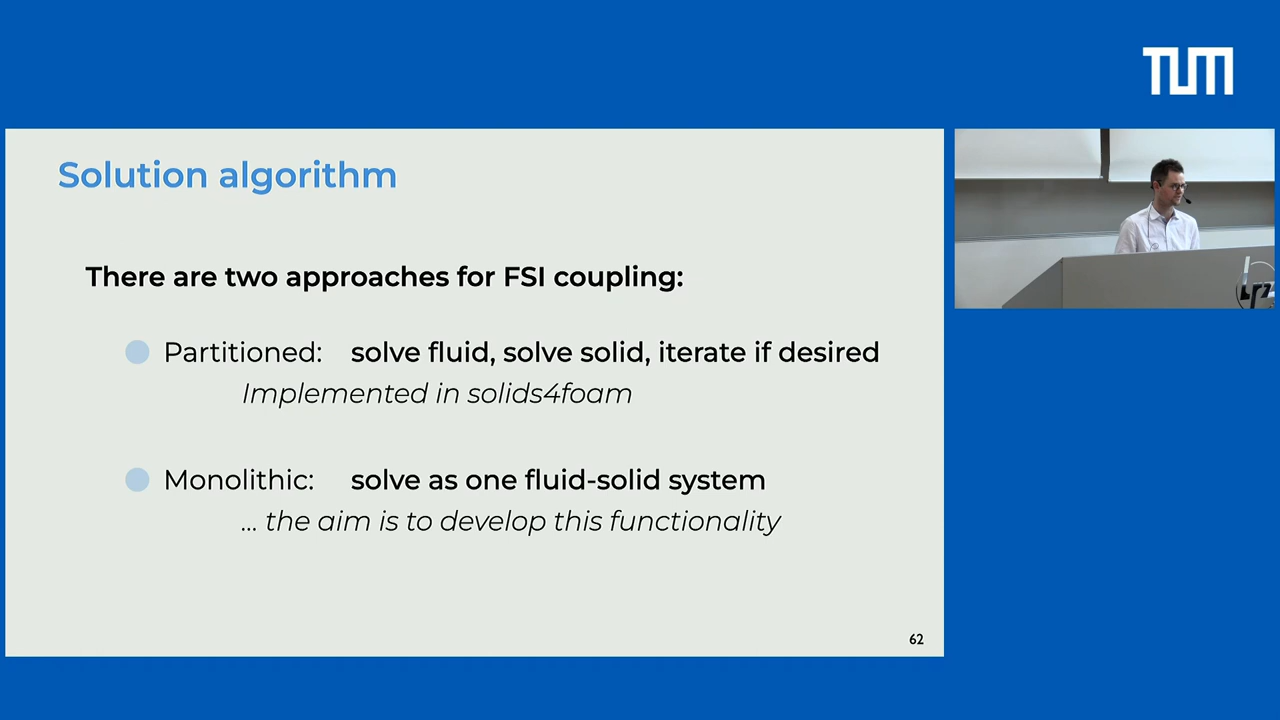 TUM
Solution algorithm
There are two approaches for FSI coupling:
Partitioned: solve fluid, solve solid, iterate if desired
Implemented in solids4foam
Monolithic: solve as one fluid-solid system
... the aim is to develop this functionality
62